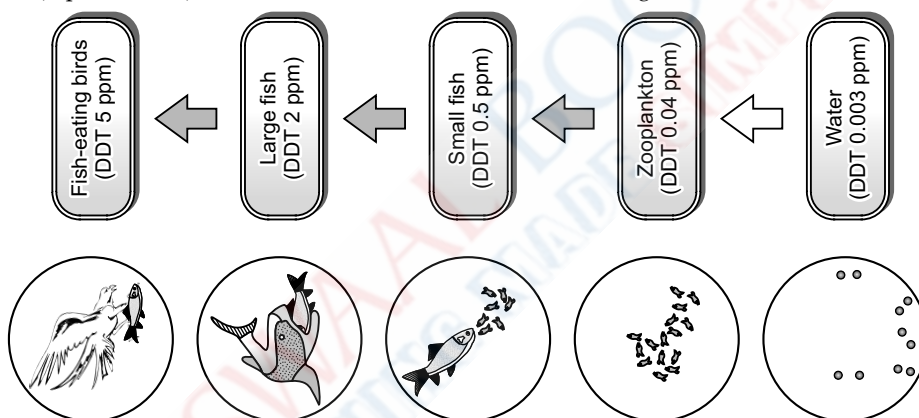 Fish-eating birds
(DDT 5 ppm)
Large fish
(DDT 2 ppm)
Small fish
(DDT 0.5 ppm)
Zooplankton
(DDT 0.04 ppm)
Water
(DDT 0.003 ppm)